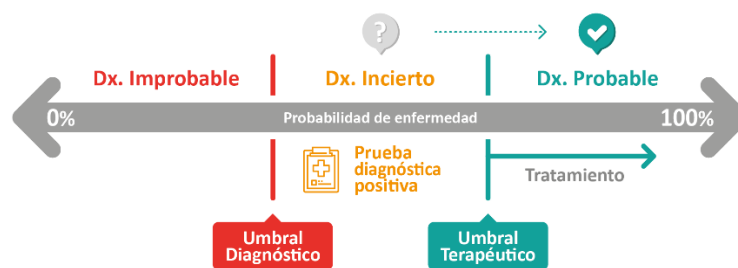 ?
Dx. Improbable
Dx. Incierto
Dx. Probable
0%
Probabilidad de enfermedad
100%
Prueba
diagnóstica
positiva
Tratamiento
Umbral
Diagnóstico
Umbral
Terapéutico